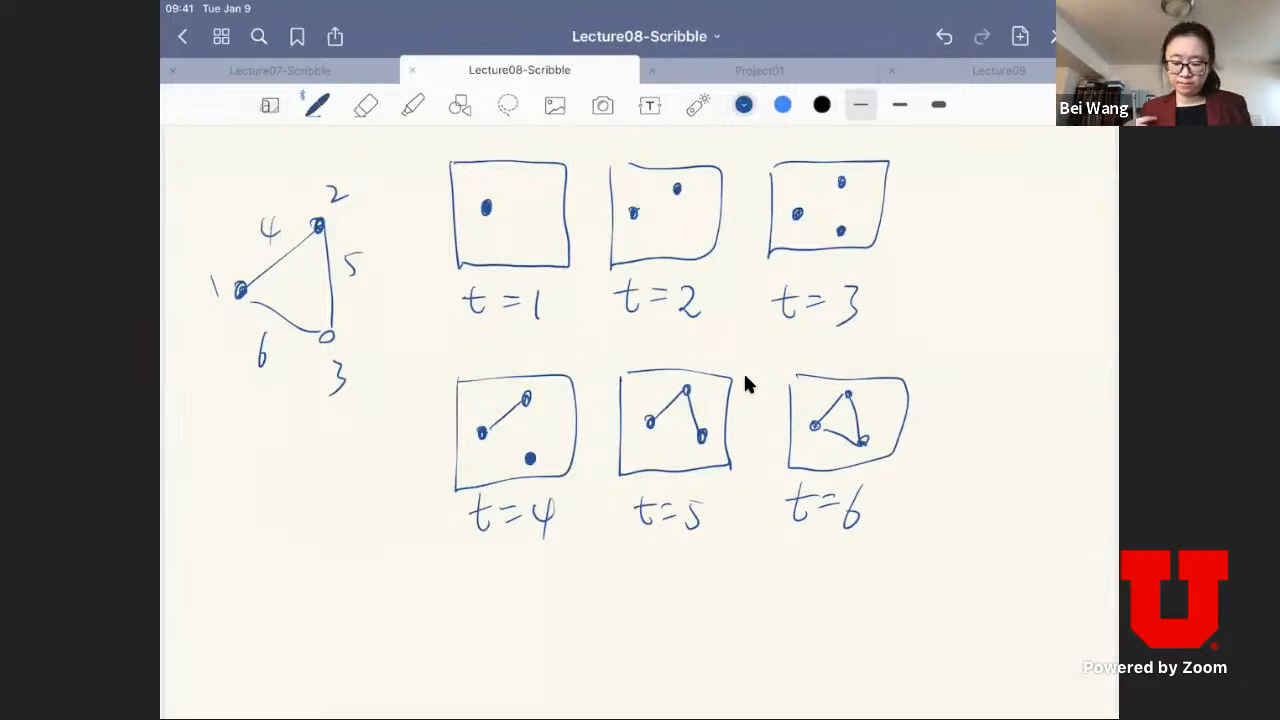 09:41 Tue Jan 9
Lecture08-Scribble
Lecture07-Scribble
Lecture08-Scribble
Project01
Lecture09
T
Bei Wang
2
4
5
1
6
3
t = 1
t = 2
t = 3
t = 4
t = 5
t = 6
U
Powered by Zoom